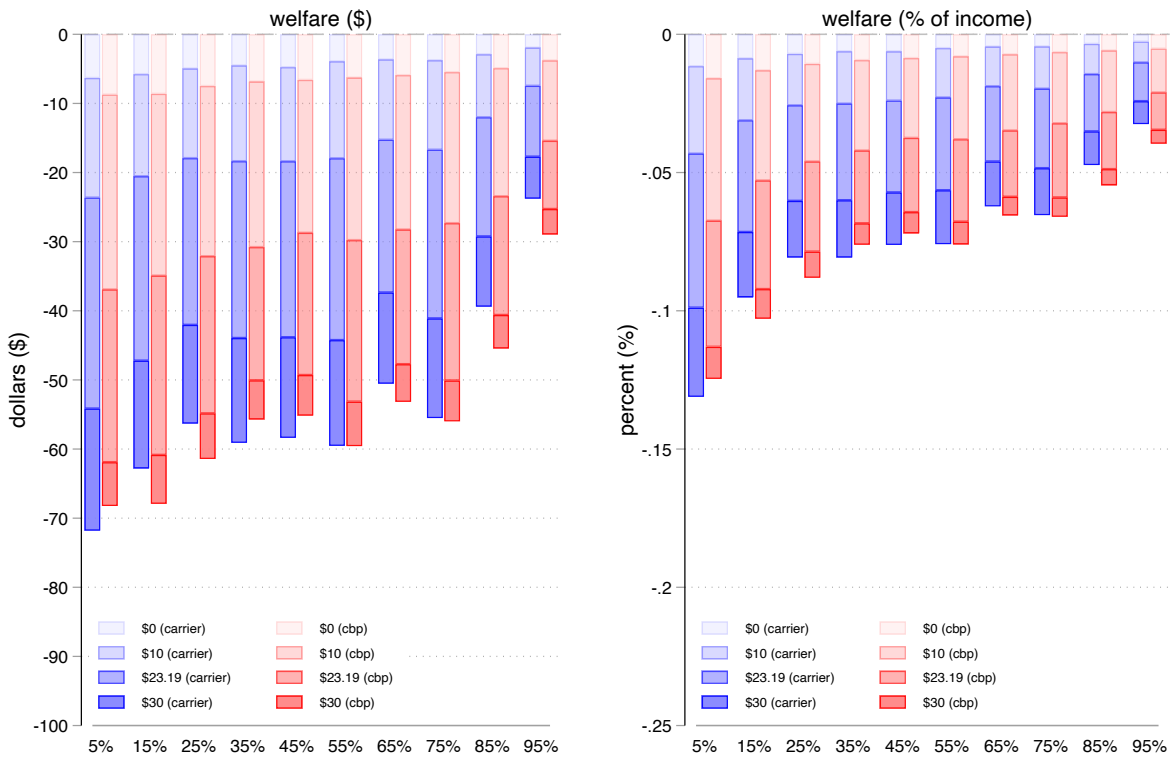 welfare ($)
dollars ($)
0
-10
-20
-30
-40
-50
-60
-70
-80
-90
-100
$0 (carrier) $0 (cbp)
$10 (carrier) $10 (cbp)
$23.19 (carrier) $23.19 (cbp)
$30 (carrier) $30 (cbp)
5% 15% 25% 35% 45% 55% 65% 75% 85% 95%
welfare (% of income)
percent (%)
0
-.05
-.1
-.15
-.2
-.25
$0 (carrier) $0 (cbp)
$10 (carrier) $10 (cbp)
$23.19 (carrier) $23.19 (cbp)
$30 (carrier) $30 (cbp)
5% 15% 25% 35% 45% 55% 65% 75% 85% 95%